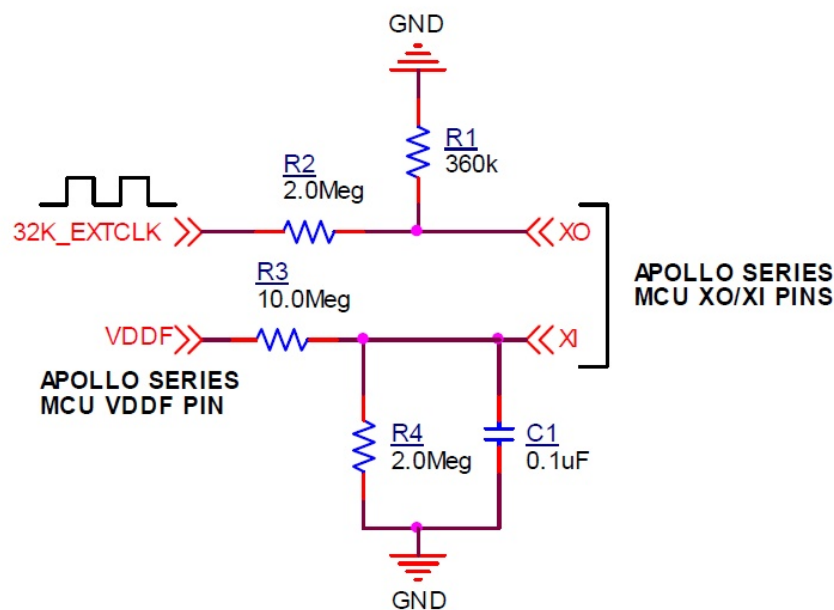 GND
R1
360k
R2
2.0Meg
32K_EXTCLK
XO
R3
10.0Meg
APOLLO SERIES
MCU XO/XI PINS
VDDF
XI
APOLLO SERIES
MCU VDDF PIN
R4
2.0Meg
C1
0.1uF
GND